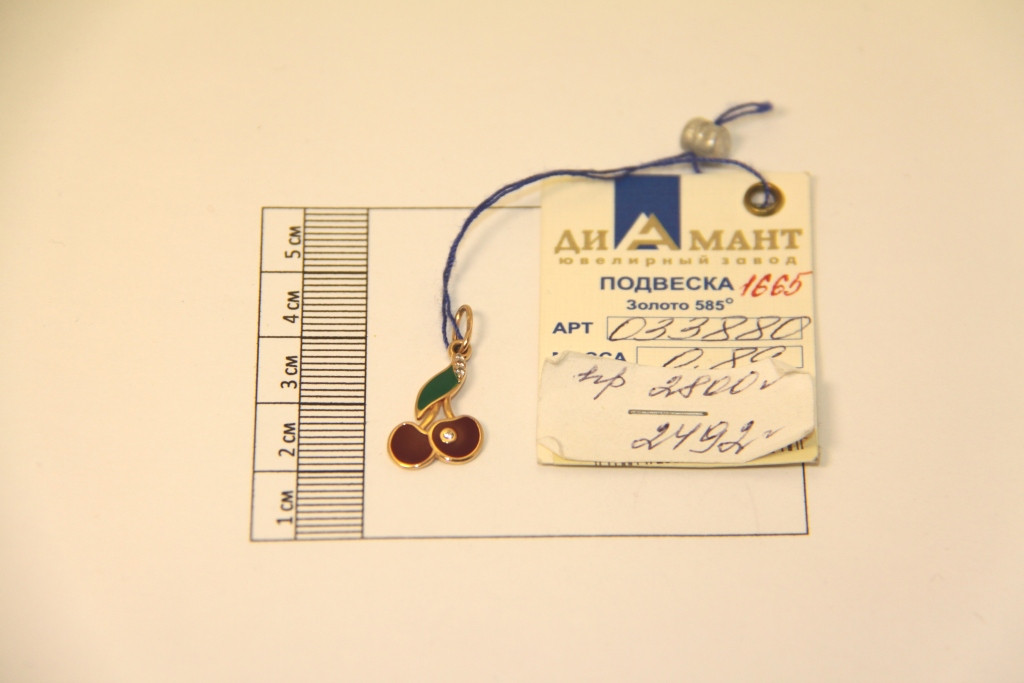 5 см
4 см
3 см
2 см
1 см
ДИАМАНТ
ювелирный завод
ПОДВЕСКА 1665
Золото 585°
АРТ 033880
МАССА
2800
2492